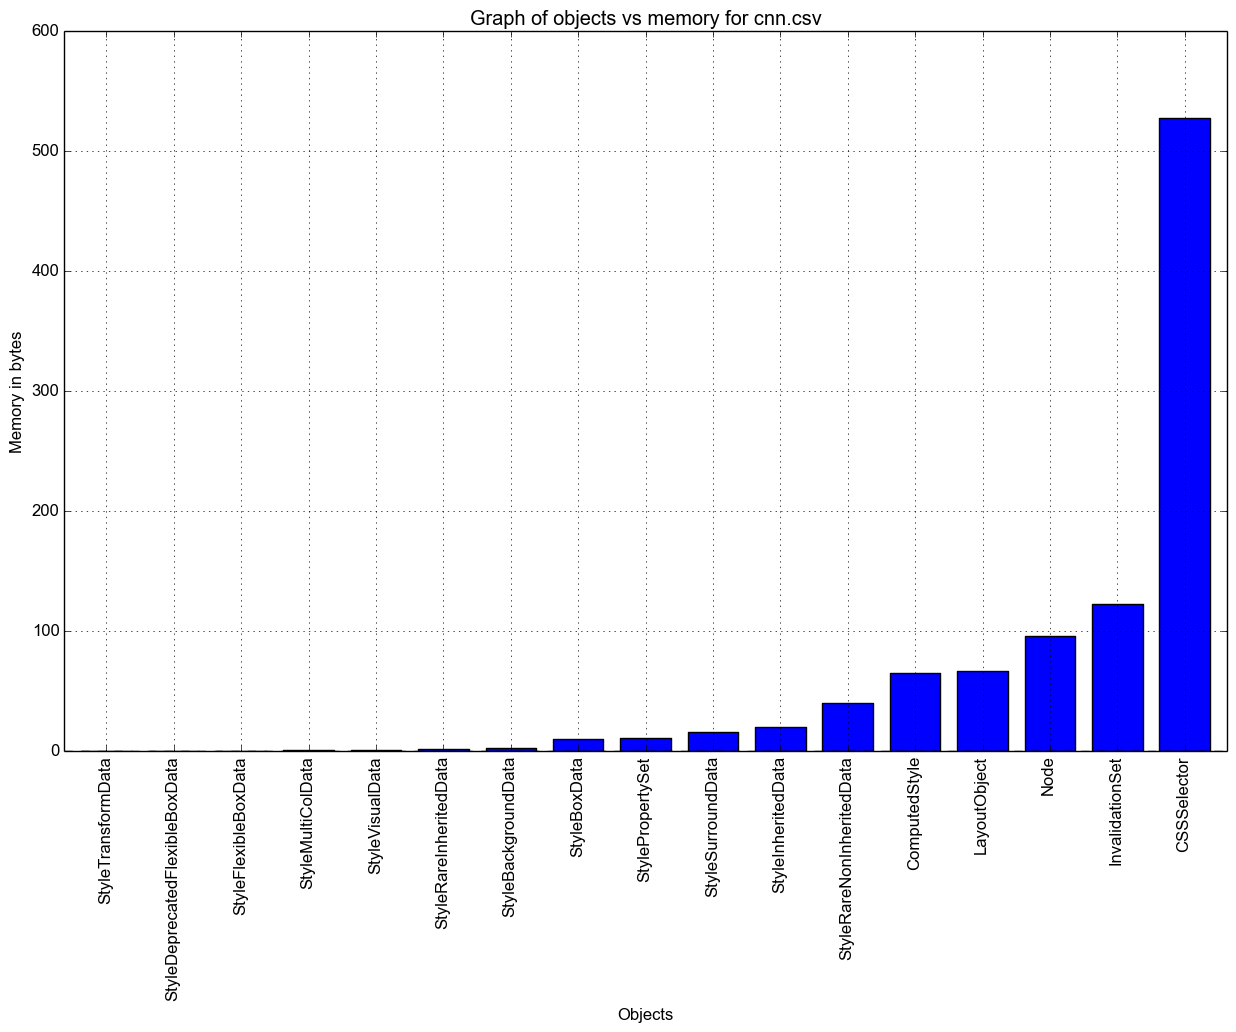 Graph of objects vs memory for cnn.csv
600
500
400
300
200
100
0
Memory in bytes
StyleTransformData
StyleDeprecatedFlexibleBoxData
StyleFlexibleBoxData
StyleMultiColData
StyleVisualData
StyleRareInheritedData
StyleBackgroundData
StyleBoxData
StylePropertySet
StyleSurroundData
StyleInheritedData
StyleRareNonInheritedData
ComputedStyle
LayoutObject
Node
InvalidationSet
CSSSelector
Objects